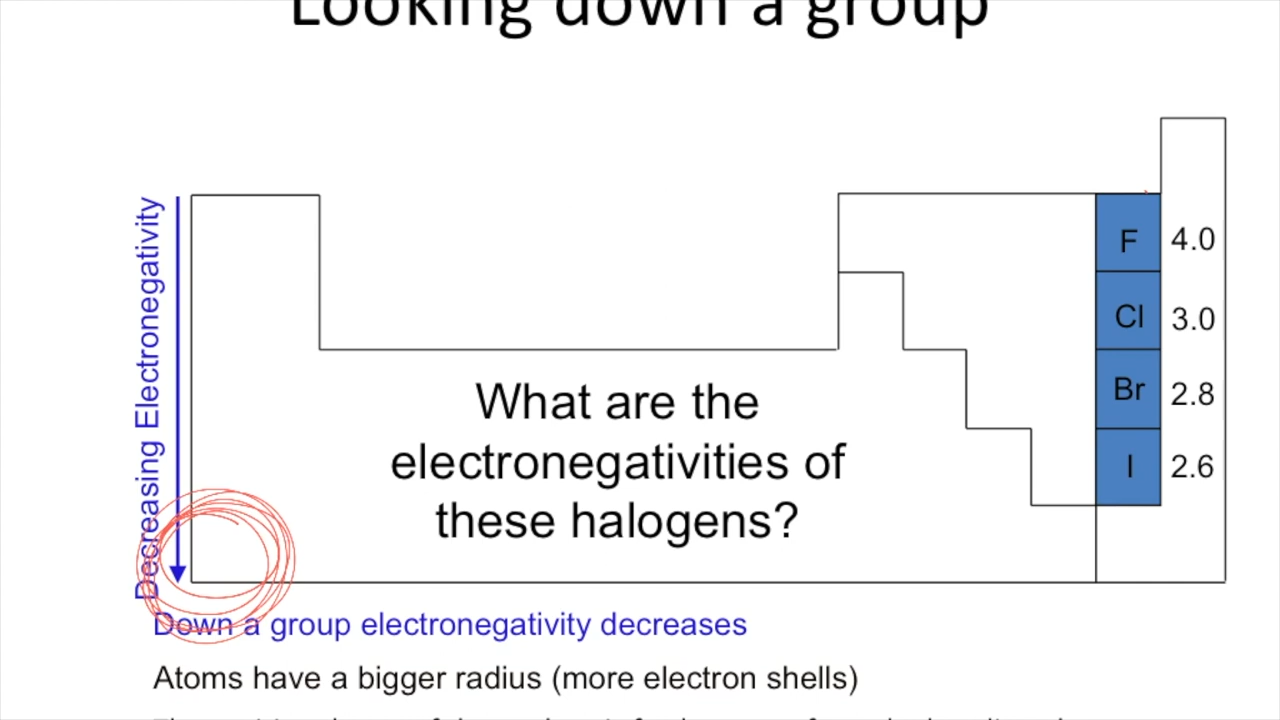 Looking down a group
Decreasing Electronegativity
F 4.0
Cl 3.0
Br 2.8
I 2.6
What are the
electronegativities of
these halogens?
Down a group electronegativity decreases
Atoms have a bigger radius (more electron shells)